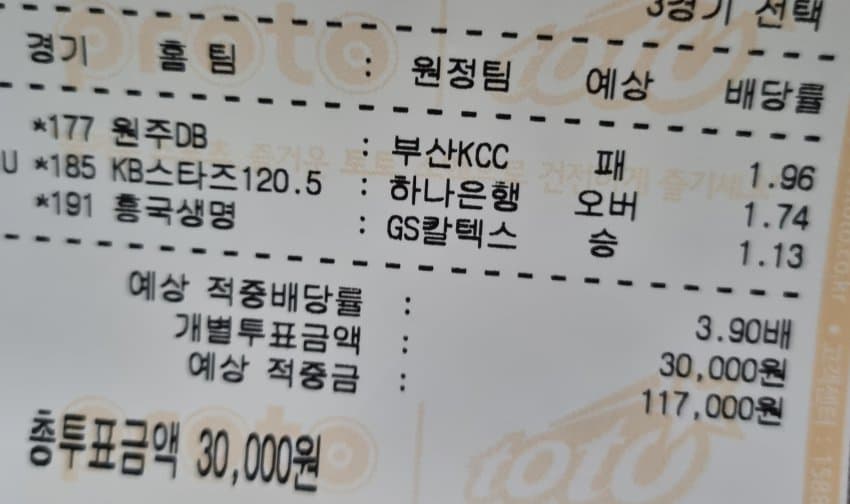 3경기 선택
경기 홈 팀 : 원정팀 예상 배당률
*177 원주DB : 부산KCC 패 1.96
U *185 KB스타즈120.5 : 하나은행 오버 1.74
*191 흥국생명 : GS칼텍스 승 1.13
예상 적중배당률 : 3.90배
개별투표금액 : 30,000원
예상 적중금 : 117,000원
총투표금액 30,000원
proto
toto
proto
toto